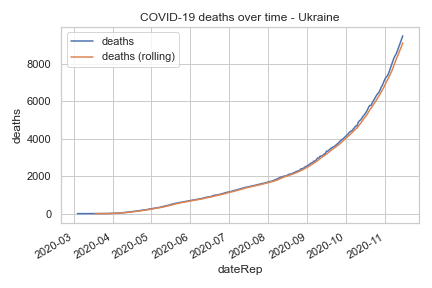 COVID-19 deaths over time - Ukraine
deaths
deaths (rolling)
8000
6000
4000
2000
0
deaths
2020-03
2020-04
2020-05
2020-06
2020-07
2020-08
2020-09
2020-10
2020-11
dateRep